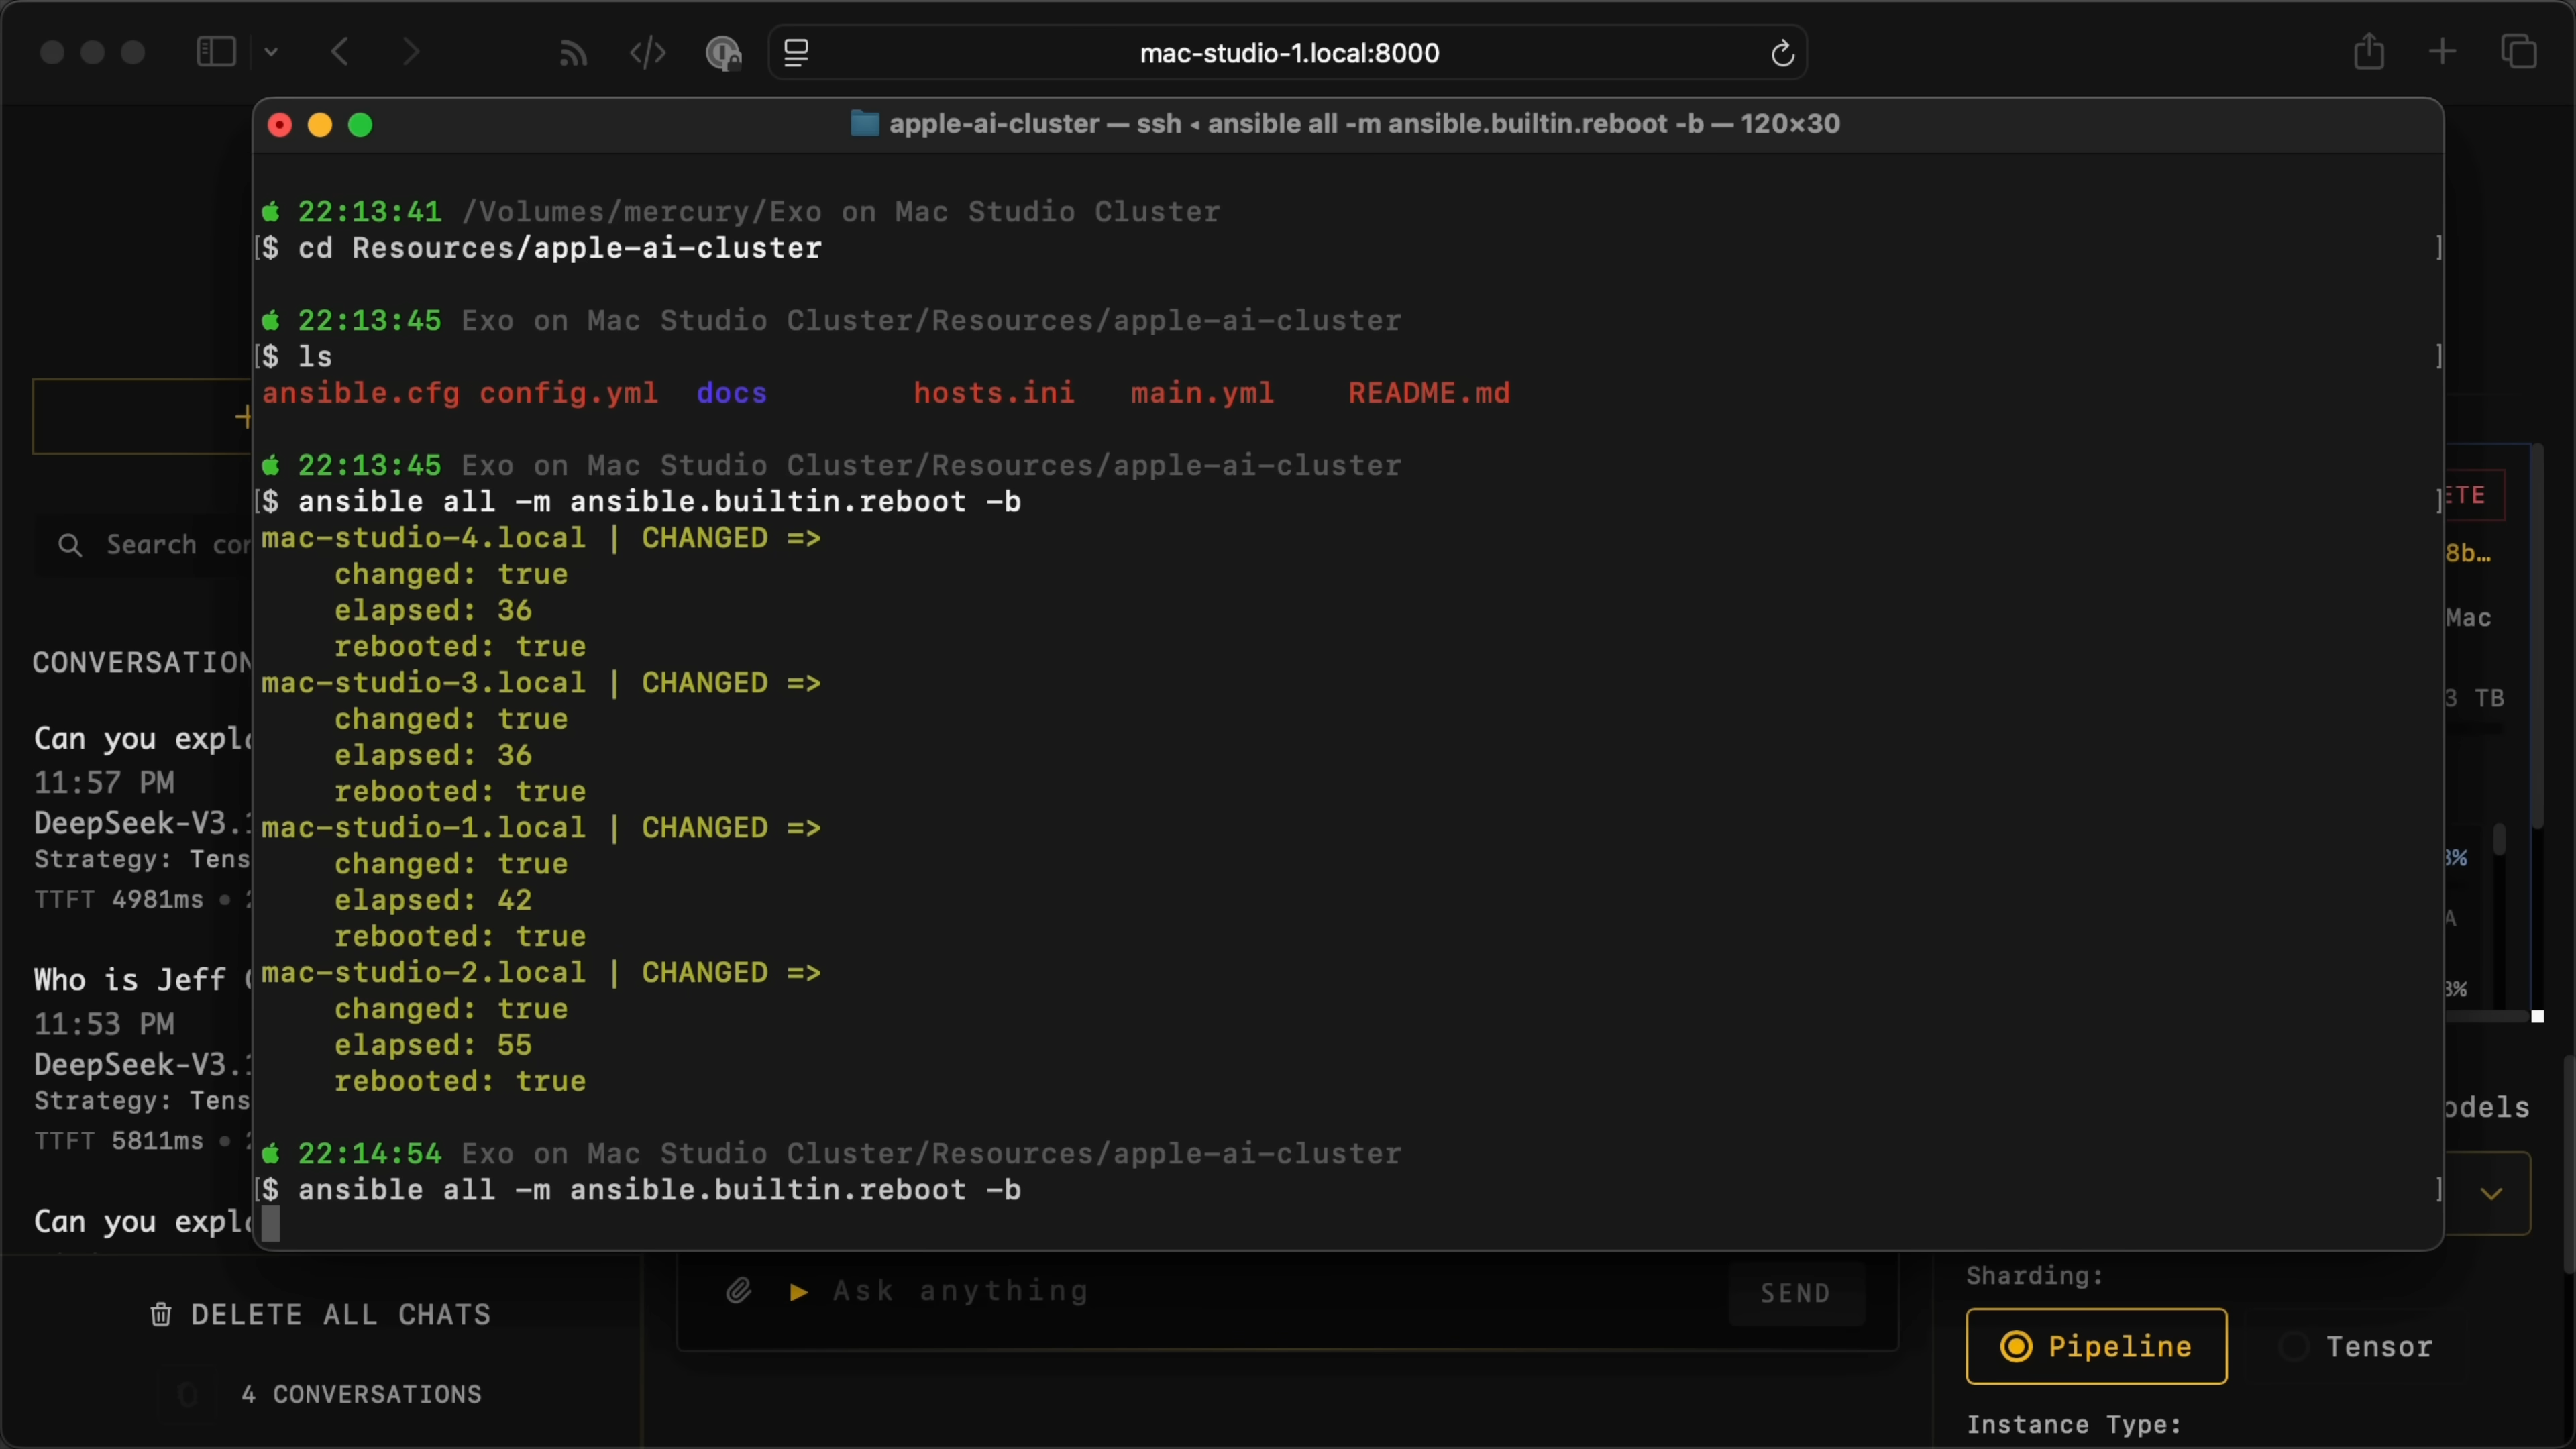 mac-studio-1.local:8000
apple-ai-cluster — ssh ◂ ansible all -m ansible.builtin.reboot -b — 120×30
22:13:41 /Volumes/mercury/Exo on Mac Studio Cluster
[$ cd Resources/apple-ai-cluster ]
22:13:45 Exo on Mac Studio Cluster/Resources/apple-ai-cluster
[$ ls ]
ansible.cfg config.yml docs hosts.ini main.yml README.md
22:13:45 Exo on Mac Studio Cluster/Resources/apple-ai-cluster
[$ ansible all -m ansible.builtin.reboot -b ]
mac-studio-4.local | CHANGED =>
changed: true
elapsed: 36
rebooted: true
mac-studio-3.local | CHANGED =>
changed: true
elapsed: 36
rebooted: true
mac-studio-1.local | CHANGED =>
changed: true
elapsed: 42
rebooted: true
mac-studio-2.local | CHANGED =>
changed: true
elapsed: 55
rebooted: true
22:14:54 Exo on Mac Studio Cluster/Resources/apple-ai-cluster
[$ ansible all -m ansible.builtin.reboot -b ]
+
Search
CONVERSATION
Can you expl
11:57 PM
DeepSeek-V3.
Strategy: Tens
TTFT 4981ms •
Who is Jeff
11:53 PM
DeepSeek-V3.
Strategy: Tens
TTFT 5811ms •
Can you expl
DELETE ALL CHATS
4 CONVERSATIONS
Ask anything
SEND
ETE
8b…
Mac
3 TB
3%
A
3%
odels
Sharding:
Pipeline
Tensor
Instance Type: